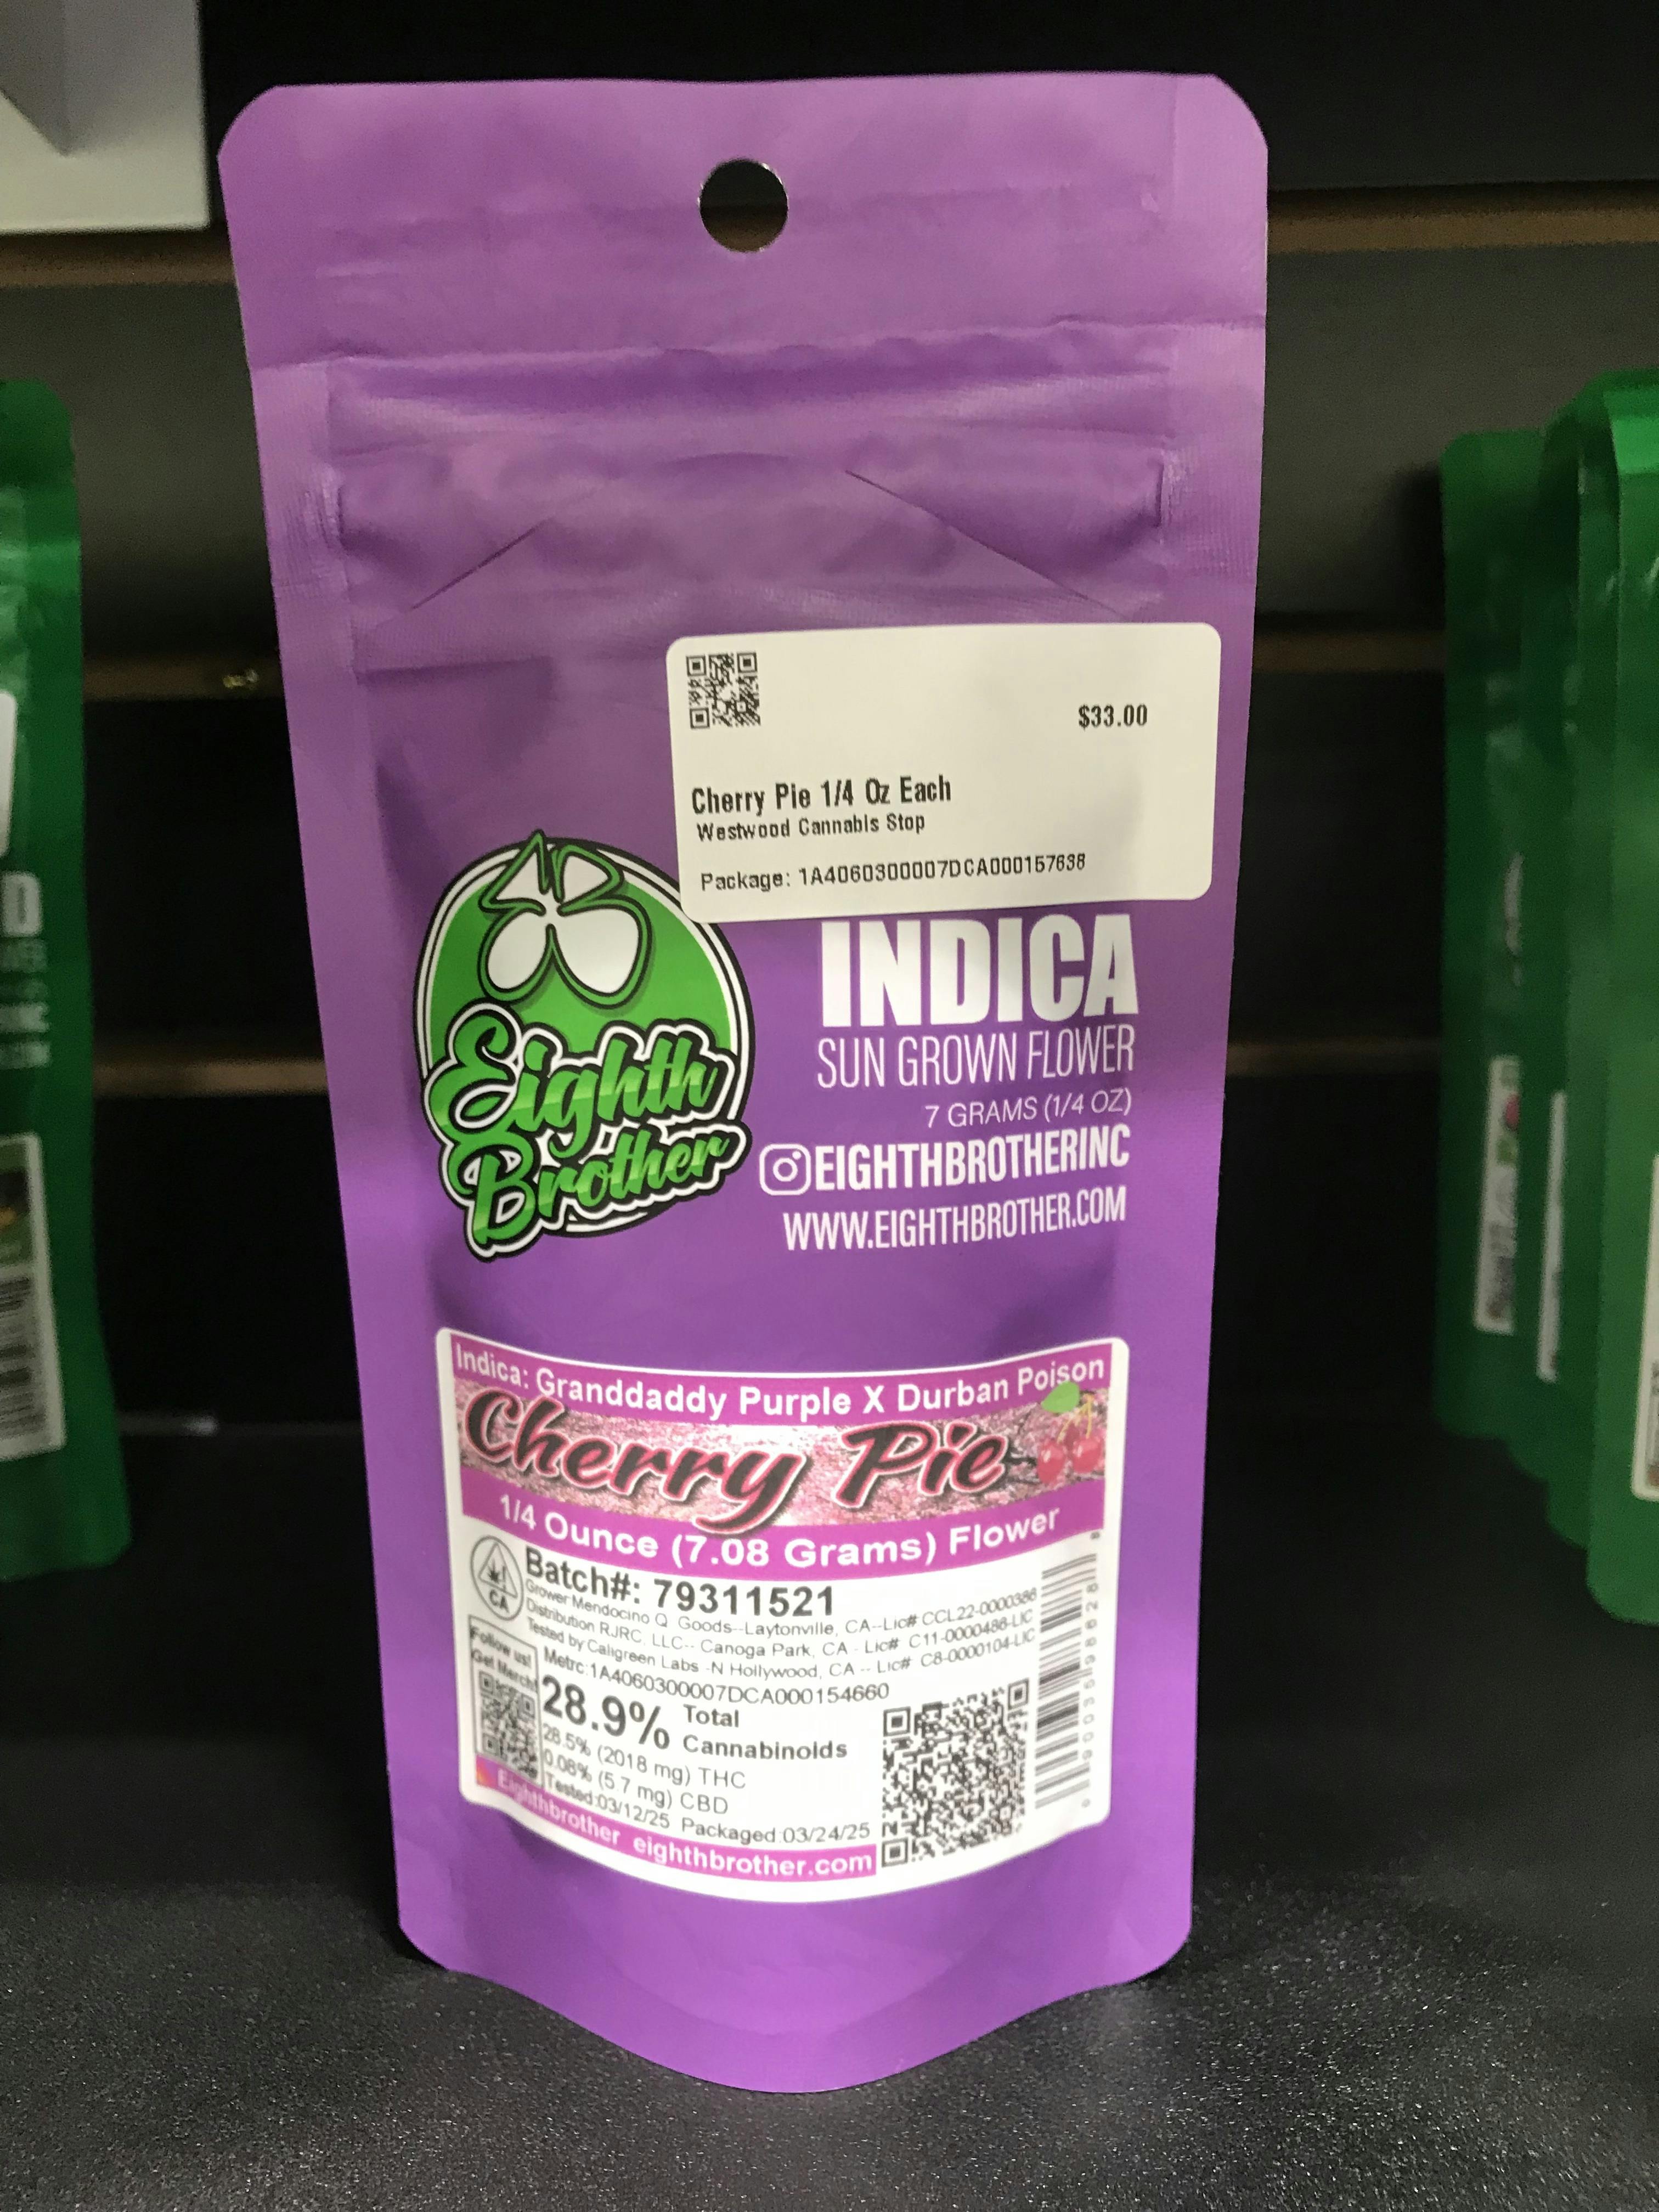 $33.00
Cherry Pie 1/4 Oz Each
Westwood Cannabis Stop
Package: 1A4060300007DCA000157638
Eighth
Brother
INDICA
SUN GROWN FLOWER
7 GRAMS (1/4 OZ)
EIGHTHBROTHERINC
WWW.EIGHTHBROTHER.COM
Indica: Granddaddy Purple X Durban Poison
Cherry Pie
1/4 Ounce (7.08 Grams) Flower
CA
Batch#: 79311521
Grower Mendocino Q Goods--Laytonville, CA--Lic# CCL22-0000386
Distribution RJRC, LLC-- Canoga Park, CA - Lic# C11-0000486-LIC
Tested by Caligreen Labs -N Hollywood, CA -- Lic# C8-0000104-LIC
Metrc:1A4060300007DCA000154660
Follow us!
Get Merch!
28.9% Total
Cannabinoids
28.5% (2018 mg) THC
0.08% (5.7 mg) CBD
Tested:03/12/25 Packaged:03/24/25
Eighthbrother eighthbrother.com